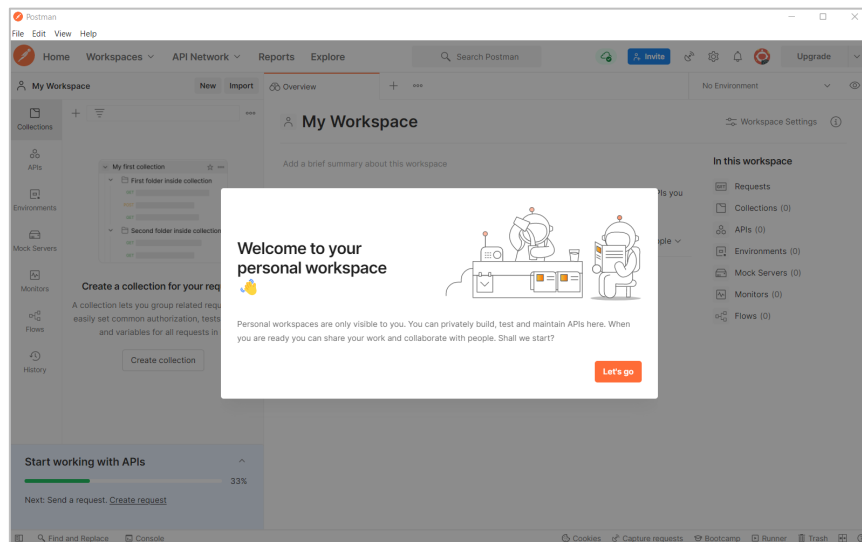 Postman
File Edit View Help
Home Workspaces API Network Reports Explore Search Postman Invite Upgrade
My Workspace New Import Overview No Environment
Collections
APIs
Environments
Mock Servers
Monitors
Flows
History
My first collection
First folder inside collection
Second folder inside collection
Create a collection for your req
A collection lets you group related requ
easily set common authorization, tests
and variables for all requests in
Create collection
Start working with APIs
33%
Next: Send a request. Create request
My Workspace
Workspace Settings
Add a brief summary about this workspace
PIs you
ople
In this workspace
GET Requests
Collections (0)
APIs (0)
Environments (0)
Mock Servers (0)
Monitors (0)
Flows (0)
Welcome to your
personal workspace
Personal workspaces are only visible to you. You can privately build, test and maintain APIs here. When
you are ready you can share your work and collaborate with people. Shall we start?
Let's go
Find and Replace Console Cookies Capture requests Bootcamp Runner Trash